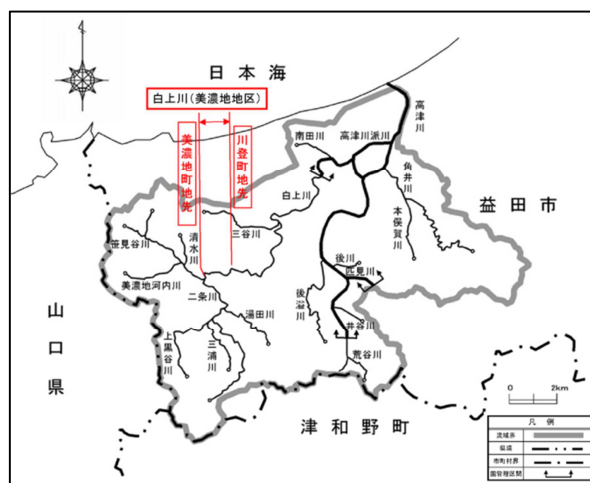 日本海
白上川(美濃地地区)
美濃地町地先
川登町地先
南田川
高津川派川
高津川
白上川
角井川
益田市
本俣賀川
笹見谷川
清水川
三谷川
後川
匹見川
美濃地河内川
二条川
後溢川
山口県
湯田川
井谷川
上黒谷川
三浦川
荒谷川
津和野町
0 2km
凡例
流域界
県境
市町村界
国管理区間